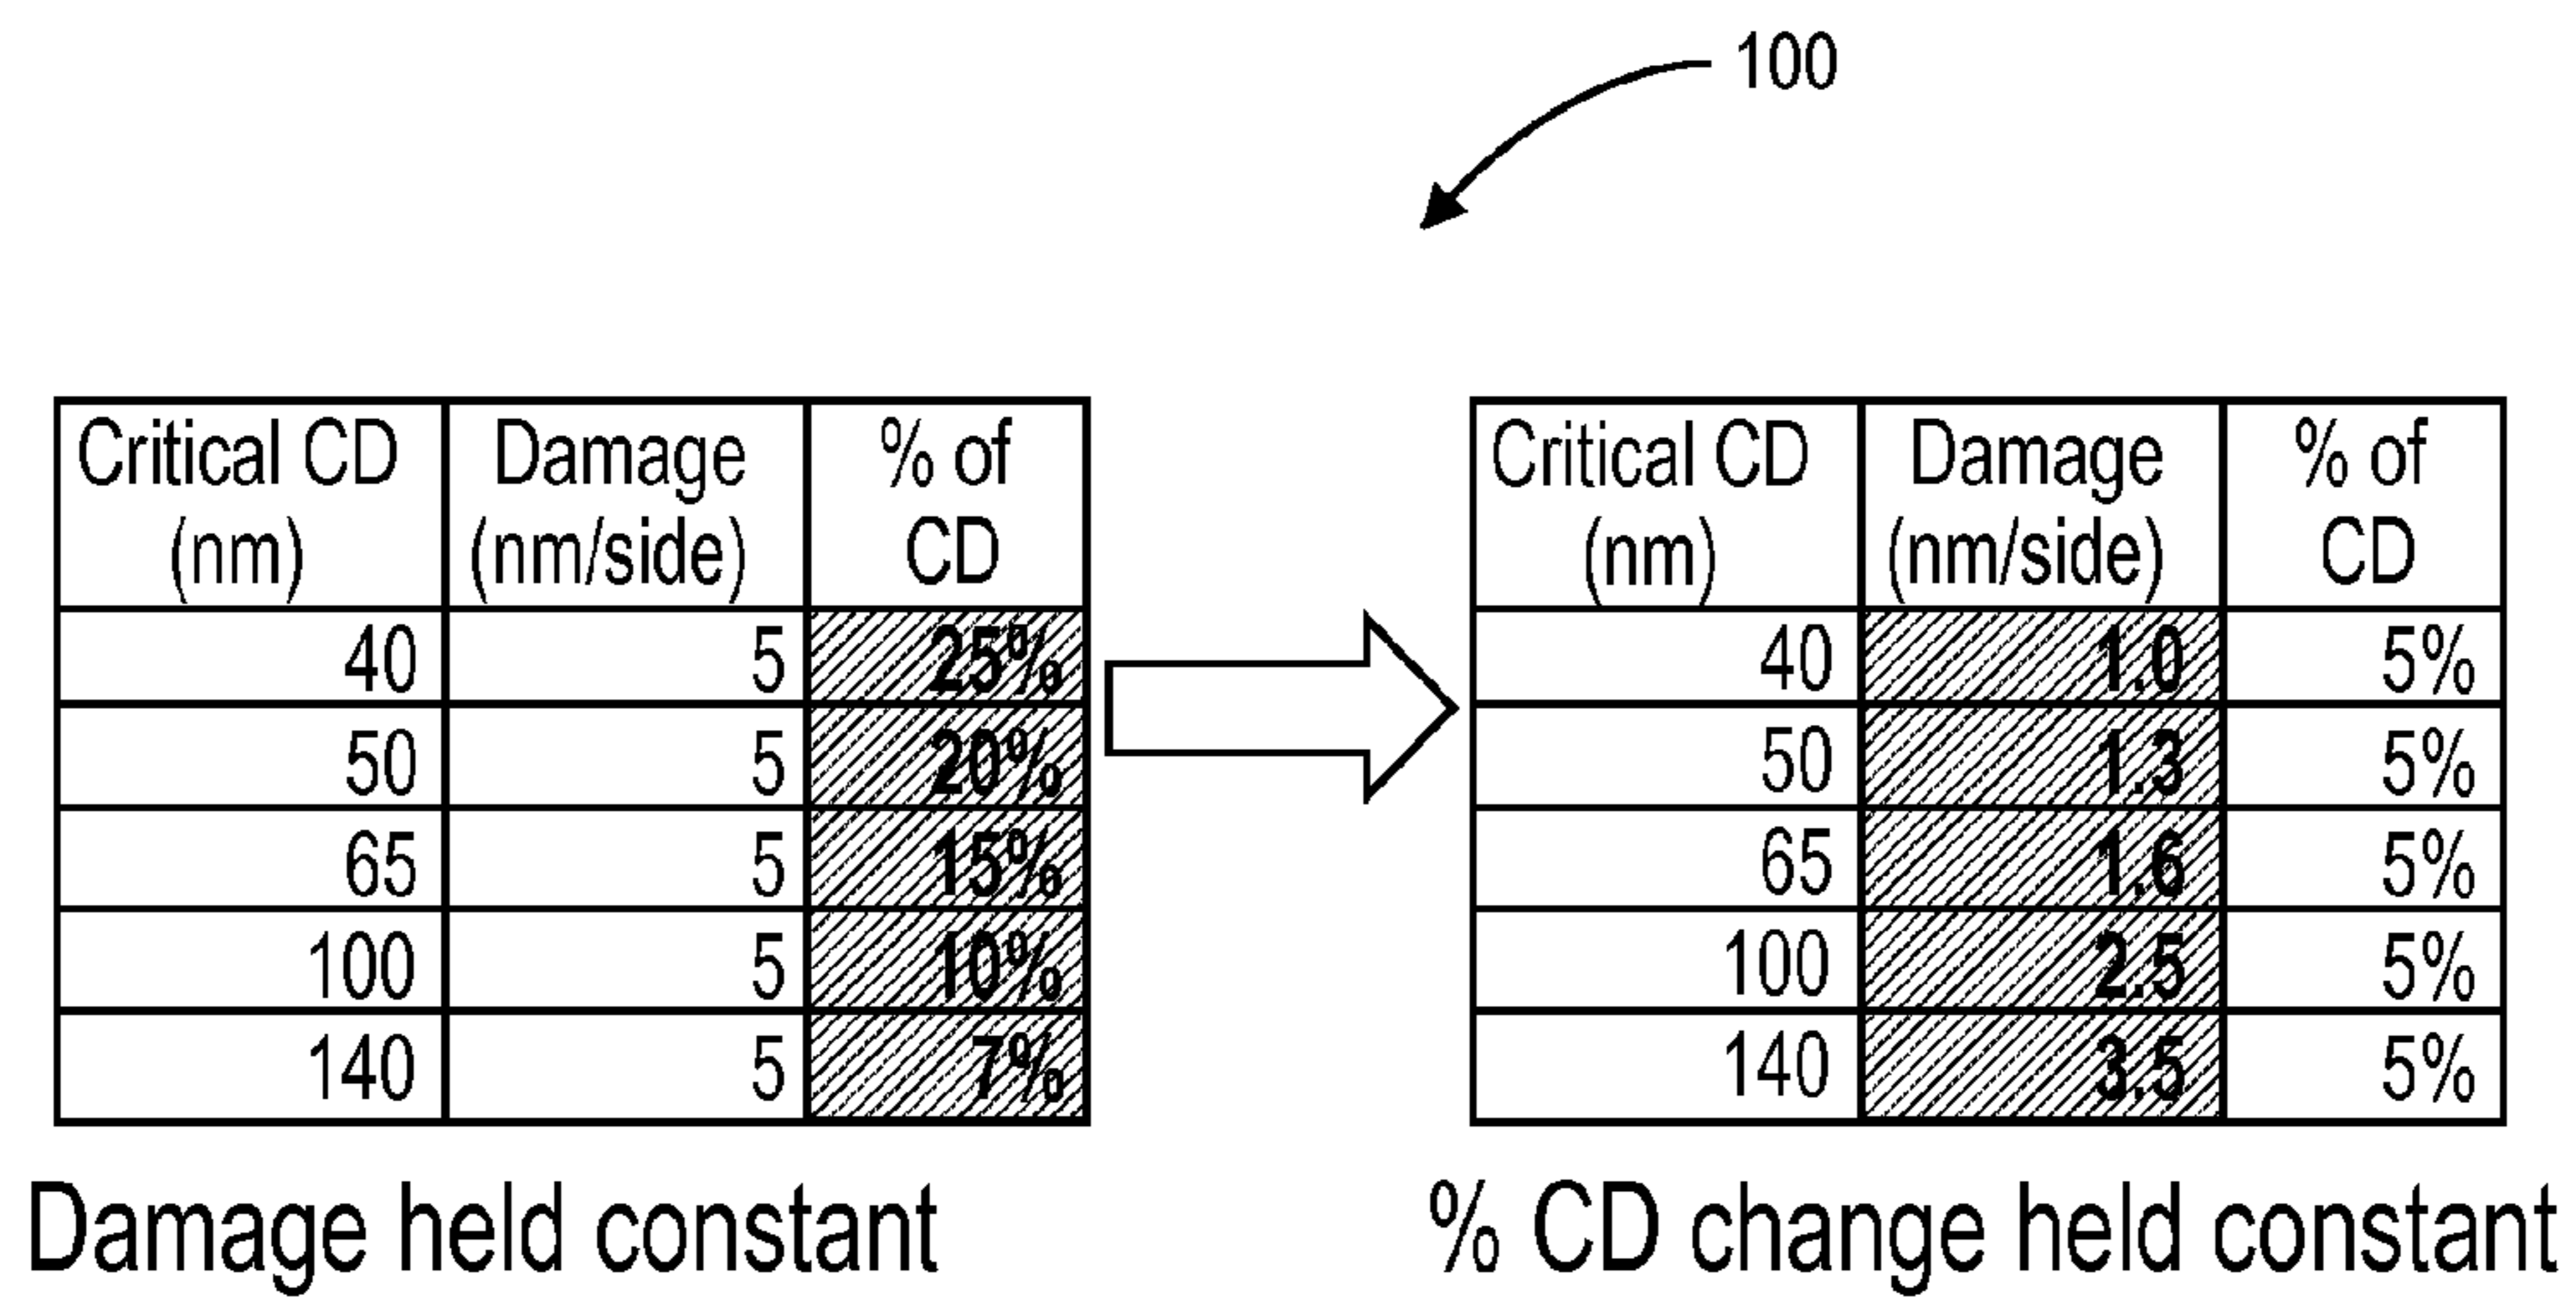 100
Critical CD (nm) Damage (nm/side) % of CD
40 5 25%
50 5 20%
65 5 15%
100 5 10%
140 5 7%
Damage held constant
Critical CD (nm) Damage (nm/side) % of CD
40 1.0 5%
50 1.3 5%
65 1.6 5%
100 2.5 5%
140 3.5 5%
% CD change held constant